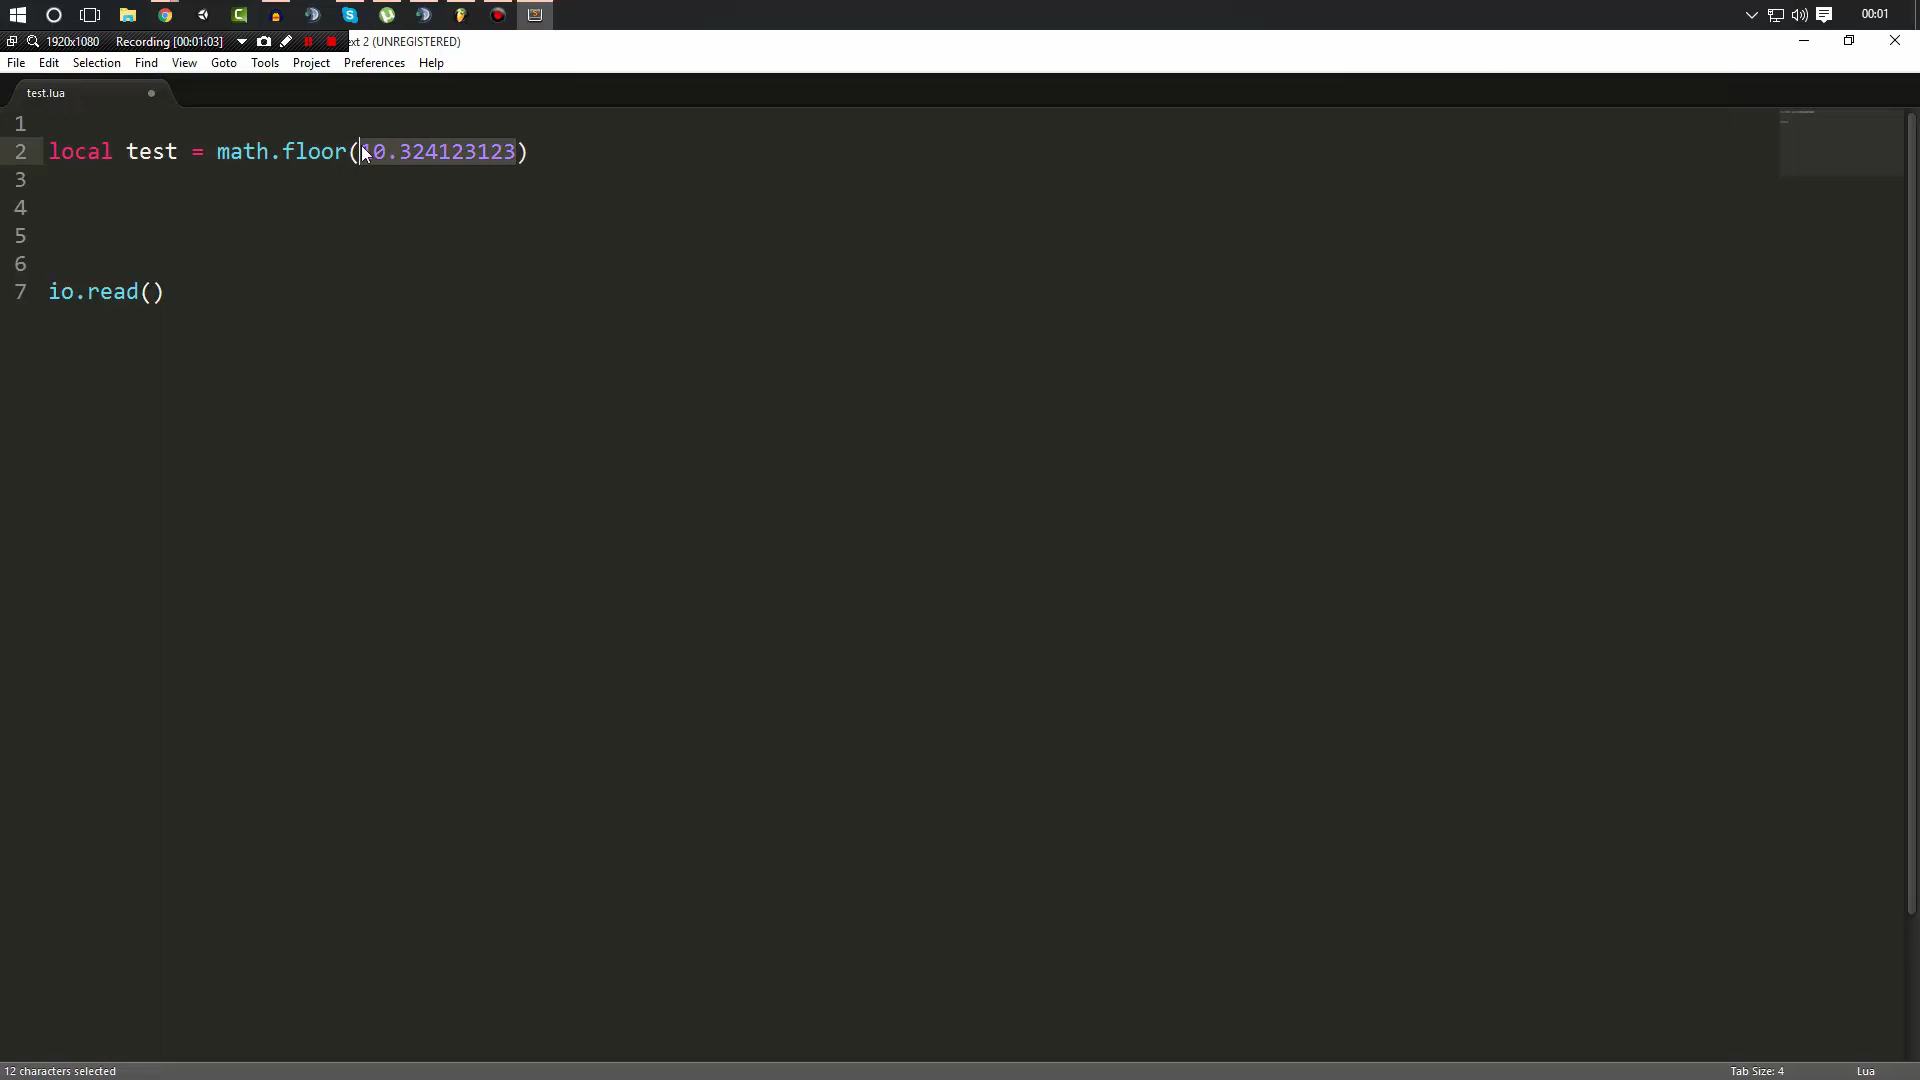 00:01
1920x1080 Recording [00:01:03] ext 2 (UNREGISTERED)
File Edit Selection Find View Goto Tools Project Preferences Help
test.lua
1
2 local test = math.floor(10.324123123)
3
4
5
6
7 io.read()
12 characters selected Tab Size: 4 Lua